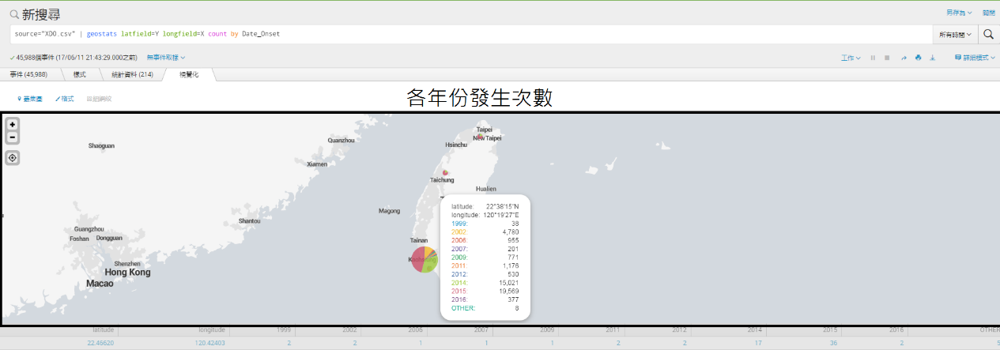 新搜尋
另存為 關閉
source="XDO.csv" | geostats latfield=Y longfield=X count by Date_Onset
所有時間
45,988個事件 (17/06/11 21:43:29.000之前) 無事件取樣
工作
詳細模式
事件 (45,988) 樣式 統計資料 (214) 視覺化
叢集圖 格式
各年份發生次數
+
−
Shaoguan
Quanzhou
Xiamen
Taipei
New Taipei
Hsinchu
Taichung
Hualien
Magong
Shantou
Guangzhou
Foshan Dongguan
Tainan
Kaohsiung
Shenzhen
Hong Kong
Macao
latitude: 22°38'15"N
longitude: 120°19'27"E
1999: 38
2002: 4,780
2006: 955
2007: 201
2009: 771
2011: 1,176
2012: 530
2014: 15,021
2015: 19,569
2016: 377
OTHER: 8
latitude longitude 1999 2002 2006 2007 2009 2011 2012 2014 2015 2016 OTHE
22.46620 120.42403 2 2 1 1 1 2 2 17 36 2 5